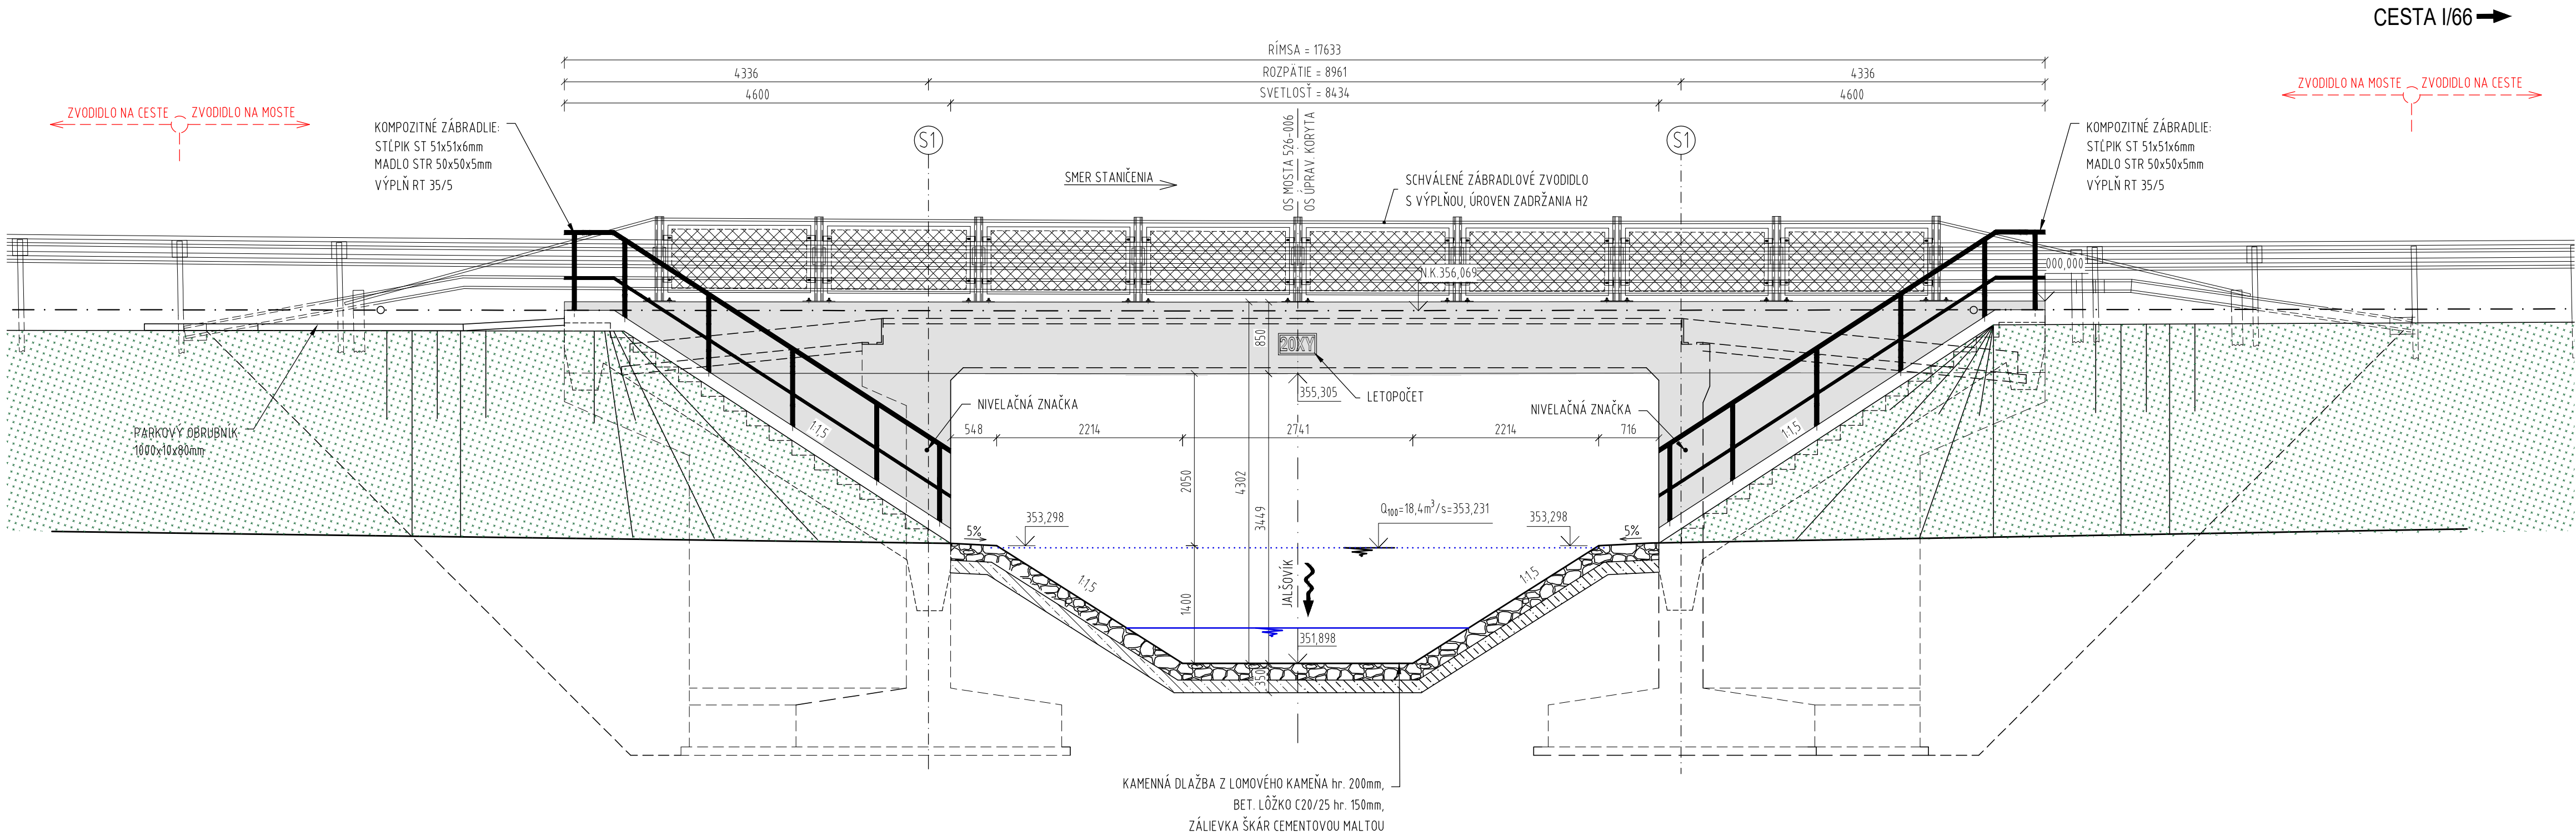 CESTA I/66
RÍMSA = 17633
4336
ROZPÄTIE = 8961
4336
4600
SVETLOSŤ = 8434
4600
ZVODIDLO NA CESTE
ZVODIDLO NA MOSTE
ZVODIDLO NA MOSTE
ZVODIDLO NA CESTE
KOMPOZITNÉ ZÁBRADLIE:
STĹPIK ST 51x51x6mm
MADLO STR 50x50x5mm
VÝPLŇ RT 35/5
S1
OS MOSTA 526-006
OS ÚPRAV. KORYTA
S1
KOMPOZITNÉ ZÁBRADLIE:
STĹPIK ST 51x51x6mm
MADLO STR 50x50x5mm
VÝPLŇ RT 35/5
SMER STANIČENIA
SCHVÁLENÉ ZÁBRADLOVÉ ZVODIDLO
S VÝPLŇOU, ÚROVEN ZADRŽANIA H2
N.K.356,069
000,000
850
20XY
355,305
LETOPOČET
NIVELAČNÁ ZNAČKA
NIVELAČNÁ ZNAČKA
PARKOVÝ OBRUBNÍK
1000x10x80mm
1:1,5
1:1,5
548
2214
2741
2214
716
2050
4302
3449
Q100=18,4m³/s=353,231
353,298
353,298
5%
5%
1:1,5
1:1,5
JALŠOVÍK
1400
351,898
350
KAMENNÁ DLAŽBA Z LOMOVÉHO KAMEŇA hr. 200mm,
BET. LÔŽKO C20/25 hr. 150mm,
ZÁLIEVKA ŠKÁR CEMENTOVOU MALTOU